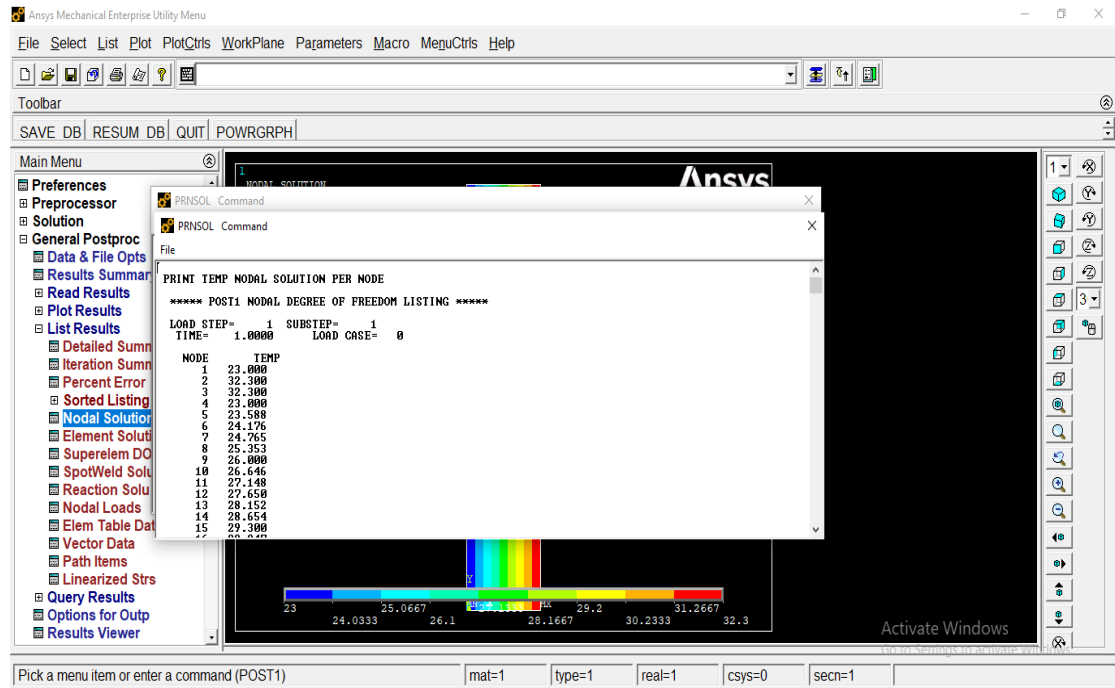 Ansys Mechanical Enterprise Utility Menu
File Select List Plot PlotCtrls WorkPlane Parameters Macro MenuCtrls Help
Toolbar
SAVE_DB RESUM_DB QUIT POWRGRPH
Main Menu
Preferences
Preprocessor
Solution
General Postproc
Data & File Opts
Results Summar
Read Results
Plot Results
List Results
Detailed Summ
Iteration Summ
Percent Error
Sorted Listing
Nodal Solution
Element Soluti
Superelem DO
SpotWeld Solu
Reaction Solu
Nodal Loads
Elem Table Dat
Vector Data
Path Items
Linearized Strs
Query Results
Options for Outp
Results Viewer
1
NODAL SOLUTION
Ansys
PRNSOL Command
PRNSOL Command
File
PRINT TEMP NODAL SOLUTION PER NODE
***** POST1 NODAL DEGREE OF FREEDOM LISTING *****
LOAD STEP= 1 SUBSTEP= 1
TIME= 1.0000 LOAD CASE= 0
NODE TEMP
1 23.000
2 32.300
3 32.300
4 23.000
5 23.588
6 24.176
7 24.765
8 25.353
9 26.000
10 26.646
11 27.148
12 27.650
13 28.152
14 28.654
15 29.300
Y
MX
23 25.0667 29.2 31.2667
24.0333 26.1 28.1667 30.2333 32.3
1
3
Activate Windows
Go to Settings to activate Windows.
Pick a menu item or enter a command (POST1)
mat=1 type=1 real=1 csys=0 secn=1